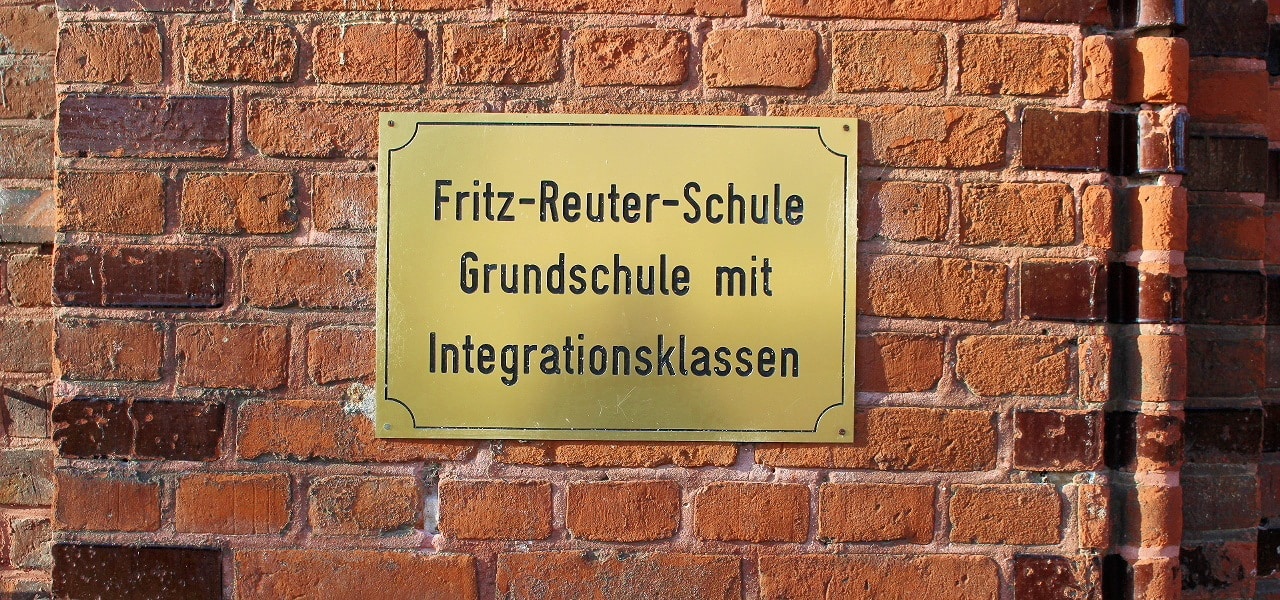 Fritz-Reuter-Schule
Grundschule mit
Integrationsklassen